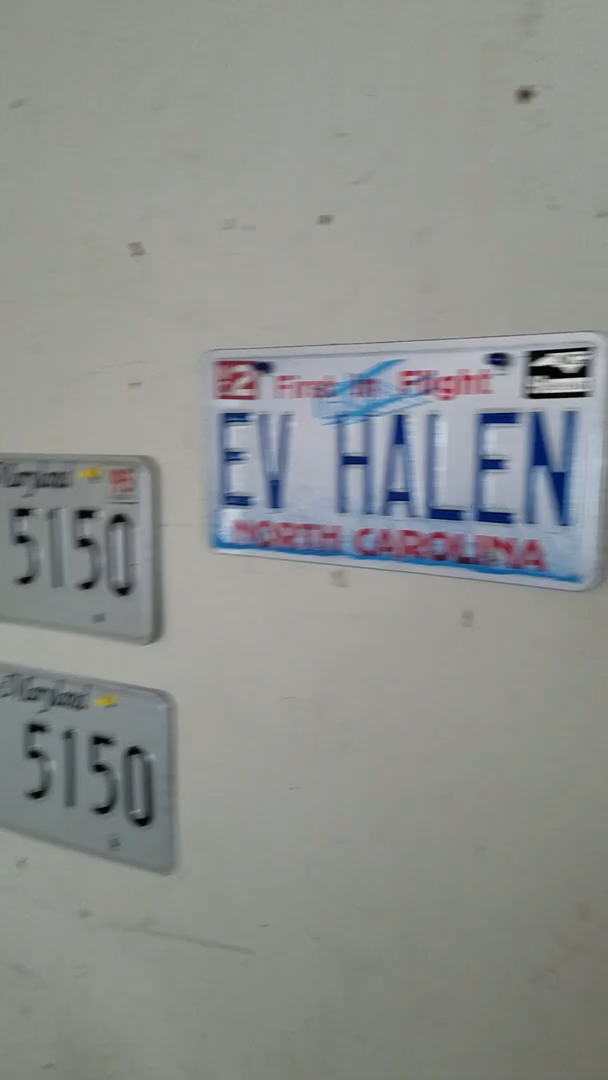 First in Flight
EV HALEN
NORTH CAROLINA
Maryland
5150
Maryland
5150